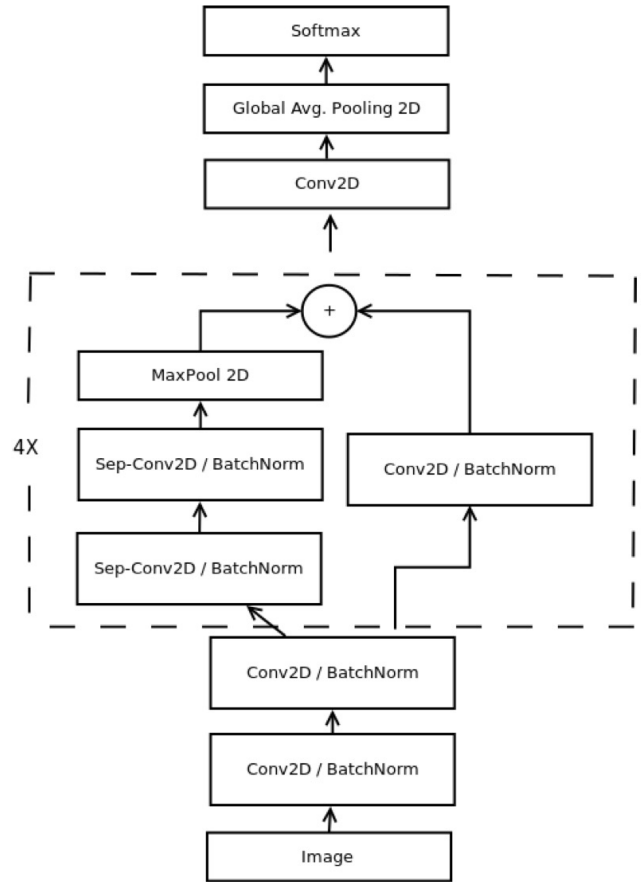 Softmax
Global Avg. Pooling 2D
Conv2D
+
MaxPool 2D
4X
Sep-Conv2D / BatchNorm
Conv2D / BatchNorm
Sep-Conv2D / BatchNorm
Conv2D / BatchNorm
Conv2D / BatchNorm
Image